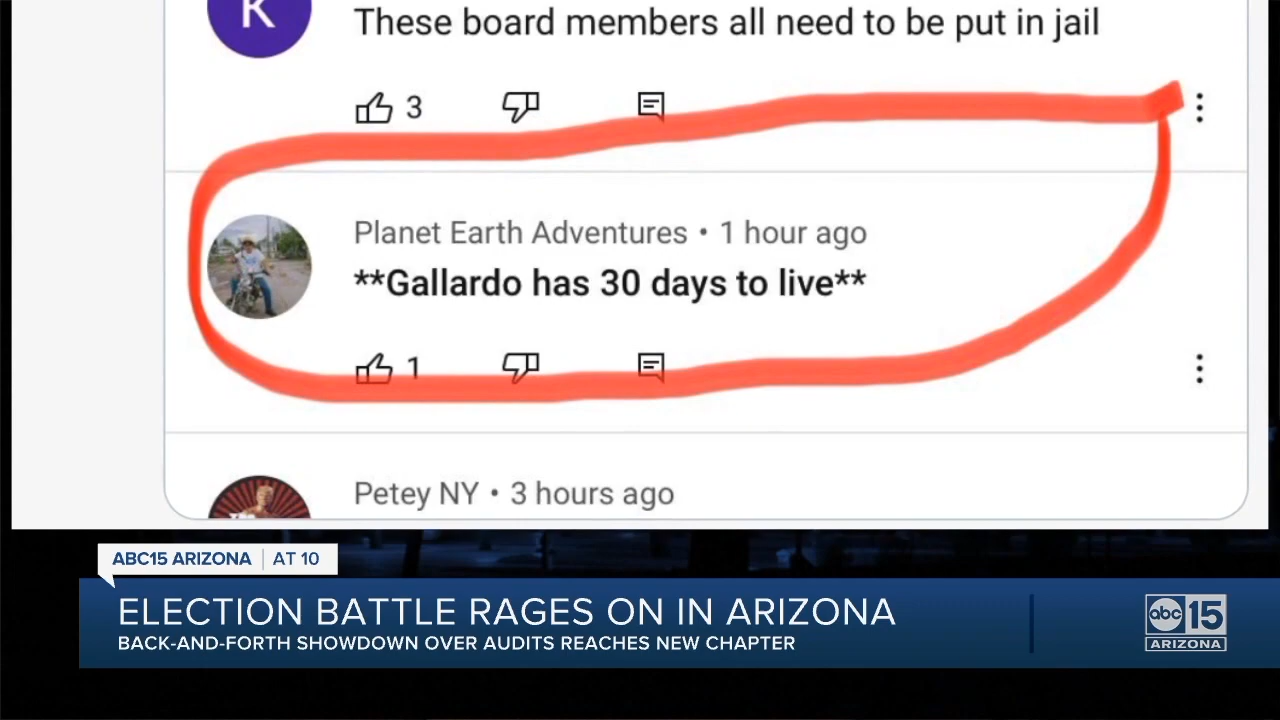 K
These board members all need to be put in jail
3
Planet Earth Adventures • 1 hour ago
**Gallardo has 30 days to live**
1
Petey NY • 3 hours ago
ABC15 ARIZONA | AT 10
ELECTION BATTLE RAGES ON IN ARIZONA
BACK-AND-FORTH SHOWDOWN OVER AUDITS REACHES NEW CHAPTER
abc 15
ARIZONA